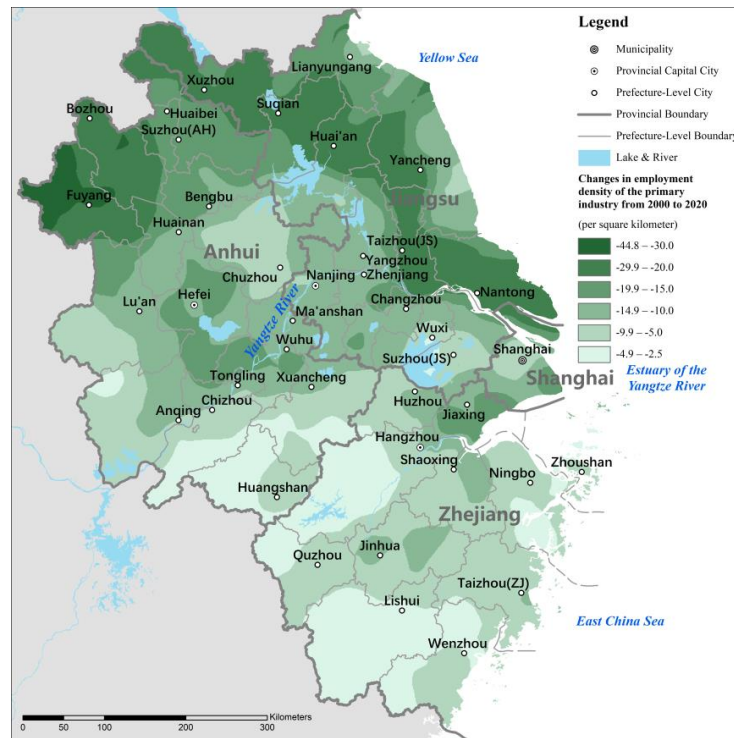 Legend
Municipality
Provincial Capital City
Prefecture-Level City
Provincial Boundary
Prefecture-Level Boundary
Lake & River
Changes in employment
density of the primary
industry from 2000 to 2020
(per square kilometer)
-44.8 – -30.0
-29.9 – -20.0
-19.9 – -15.0
-14.9 – -10.0
-9.9 – -5.0
-4.9 – -2.5
Yellow Sea
Lianyungang
Xuzhou
Suqian
Bozhou
Huaibei
Suzhou(AH)
Huai'an
Yancheng
Fuyang
Bengbu
Jiangsu
Huainan
Anhui
Taizhou(JS)
Yangzhou
Chuzhou
Nanjing
Zhenjiang
Nantong
Hefei
Changzhou
Lu'an
Ma'anshan
Yangtze River
Wuxi
Wuhu
Suzhou(JS)
Shanghai
Shanghai
Estuary of the
Yangtze River
Tongling
Xuancheng
Huzhou
Chizhou
Jiaxing
Anqing
Hangzhou
Shaoxing
Ningbo
Zhoushan
Huangshan
Zhejiang
Quzhou
Jinhua
Taizhou(ZJ)
Lishui
East China Sea
Wenzhou
Kilometers
0 50 100 200 300